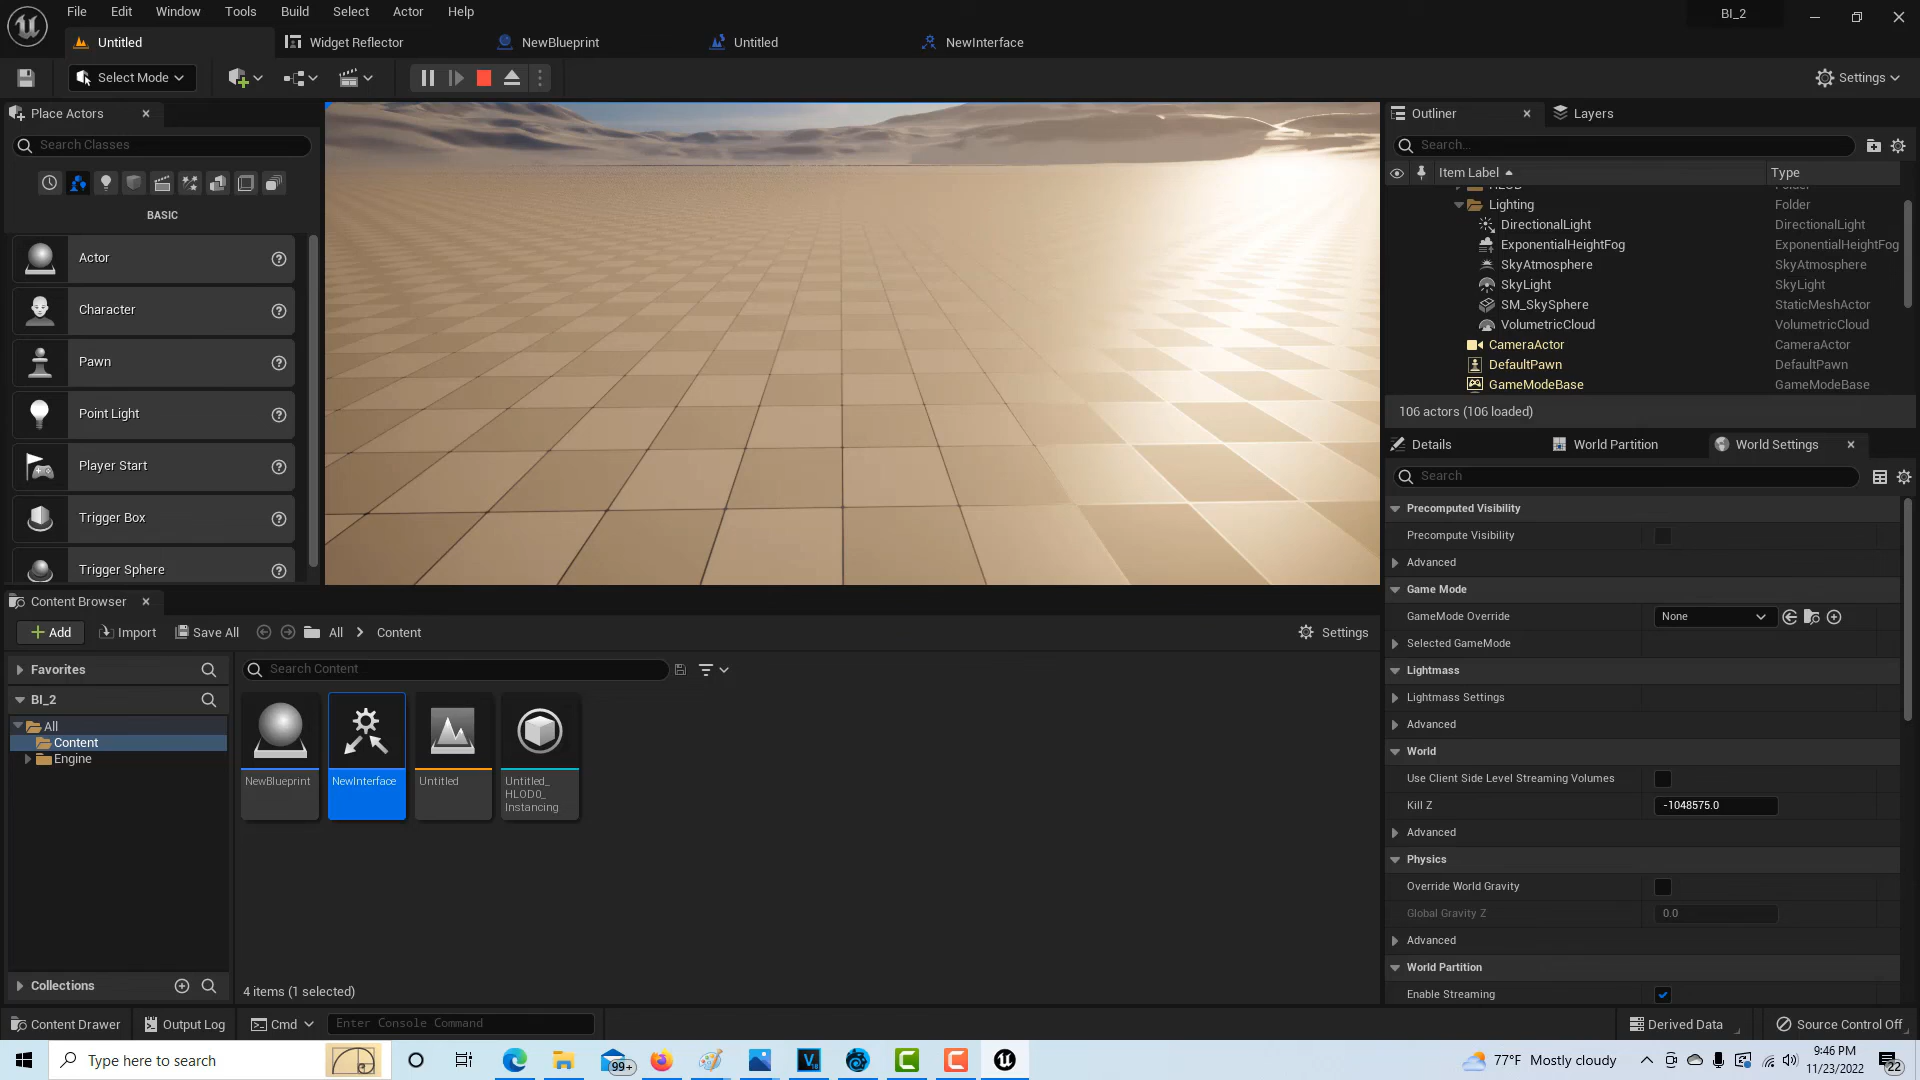 File Edit Window Tools Build Select Actor Help
BI_2
Untitled
Widget Reflector
NewBlueprint
Untitled
NewInterface
Select Mode
Settings
Place Actors
Search Classes
BASIC
Actor
Character
Pawn
Point Light
Player Start
Trigger Box
Trigger Sphere
Outliner
Layers
Search...
Item Label
Type
Folder
Lighting Folder
DirectionalLight DirectionalLight
ExponentialHeightFog ExponentialHeightFog
SkyAtmosphere SkyAtmosphere
SkyLight SkyLight
SM_SkySphere StaticMeshActor
VolumetricCloud VolumetricCloud
CameraActor CameraActor
DefaultPawn DefaultPawn
GameModeBase GameModeBase
106 actors (106 loaded)
Details
World Partition
World Settings
Search
Precomputed Visibility
Precompute Visibility
Advanced
Game Mode
GameMode Override None
Selected GameMode
Lightmass
Lightmass Settings
Advanced
World
Use Client Side Level Streaming Volumes
Kill Z -1048575.0
Advanced
Physics
Override World Gravity
Global Gravity Z 0.0
Advanced
World Partition
Enable Streaming
Content Browser
Add Import Save All All Content
Settings
Favorites
Search Content
BI_2
All
Content
Engine
NewBlueprint
NewInterface
Untitled
Untitled_
HLOD0_
Instancing
Collections
4 items (1 selected)
Content Drawer
Output Log
Cmd
Enter Console Command
Derived Data
Source Control Off
Type here to search
99+
77°F Mostly cloudy
9:46 PM
11/23/2022
22